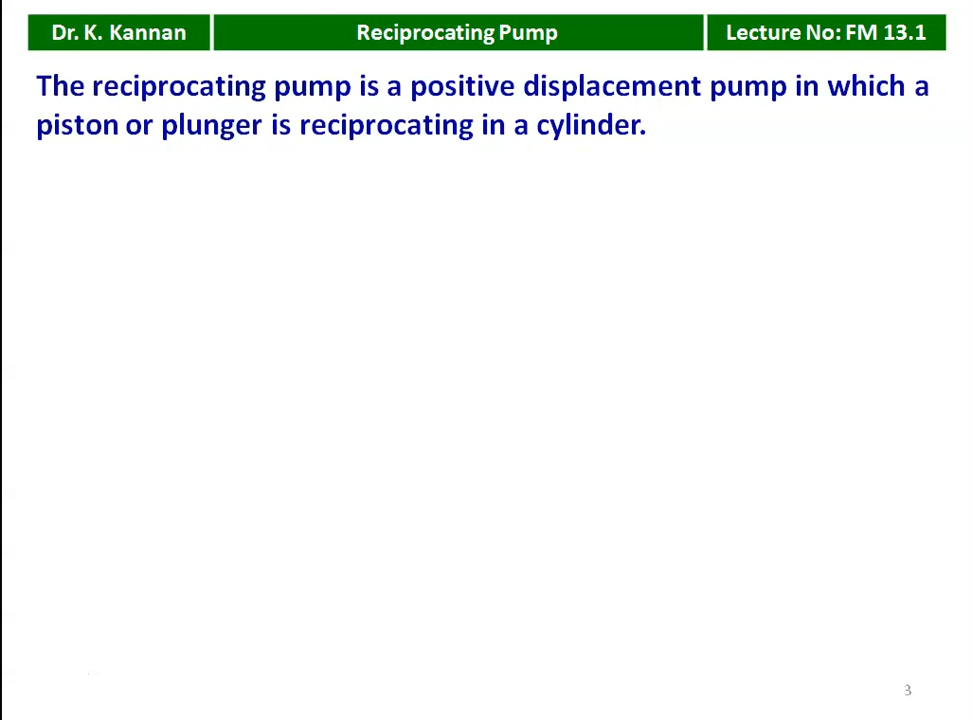 Dr. K. Kannan
Reciprocating Pump
Lecture No: FM 13.1
The reciprocating pump is a positive displacement pump in which a
piston or plunger is reciprocating in a cylinder.
3